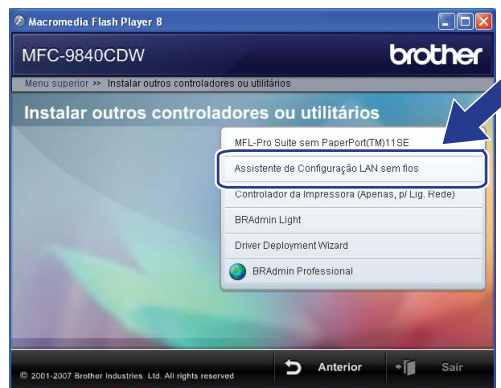 Macromedia Flash Player 8
MFC-9840CDW
brother
Menu superior >> Instalar outros controladores ou utilitários
Instalar outros controladores ou utilitários
MFL-Pro Suite sem PaperPort(TM)11SE
Assistente de Configuração LAN sem fios
Controlador da Impressora (Apenas, p/ Lig. Rede)
BRAdmin Light
Driver Deployment Wizard
BRAdmin Professional
© 2001-2007 Brother Industries Ltd. All rights reserved
Anterior
Sair